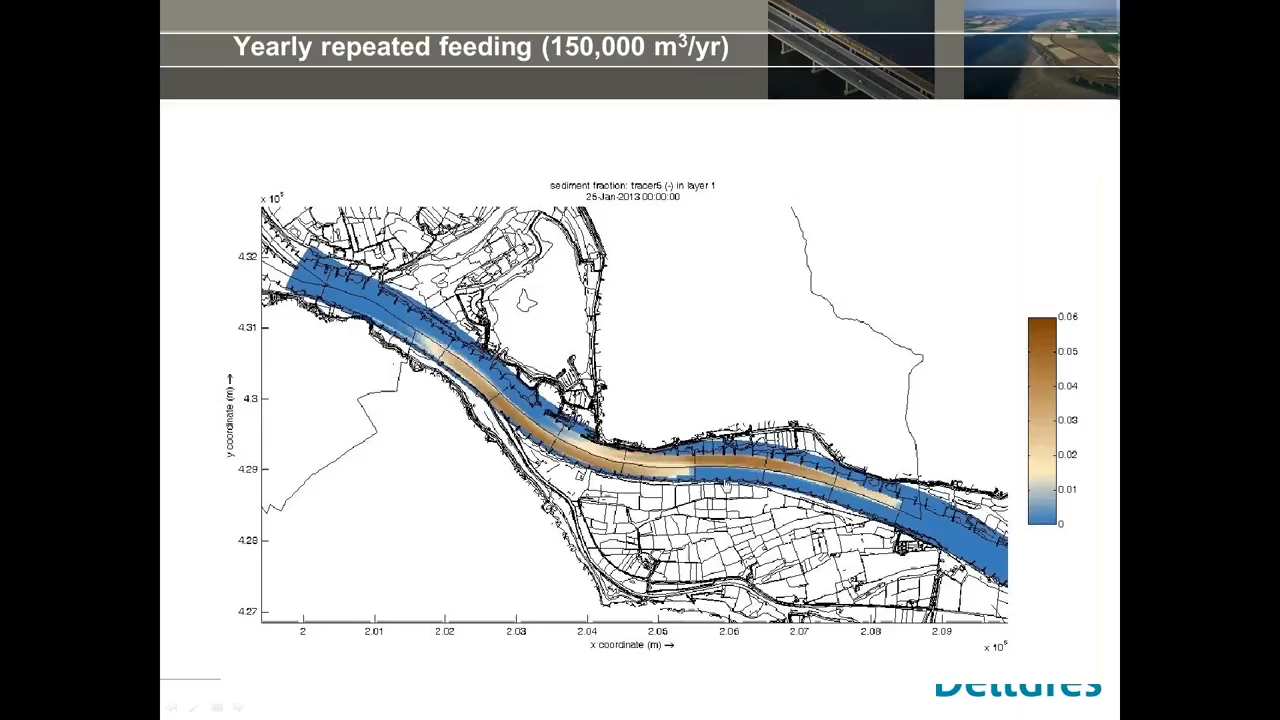 Yearly repeated feeding (150,000 m³/yr)
sediment fraction: tracer5 (-) in layer 1
25-Jan-2013 00:00:00
x 10⁵
4.32
4.31
4.3
4.29
4.28
4.27
y coordinate (m) →
2
2.01
2.02
2.03
2.04
2.05
2.06
2.07
2.08
2.09
x coordinate (m) →
x 10⁵
0.06
0.05
0.04
0.03
0.02
0.01
0
Deltares